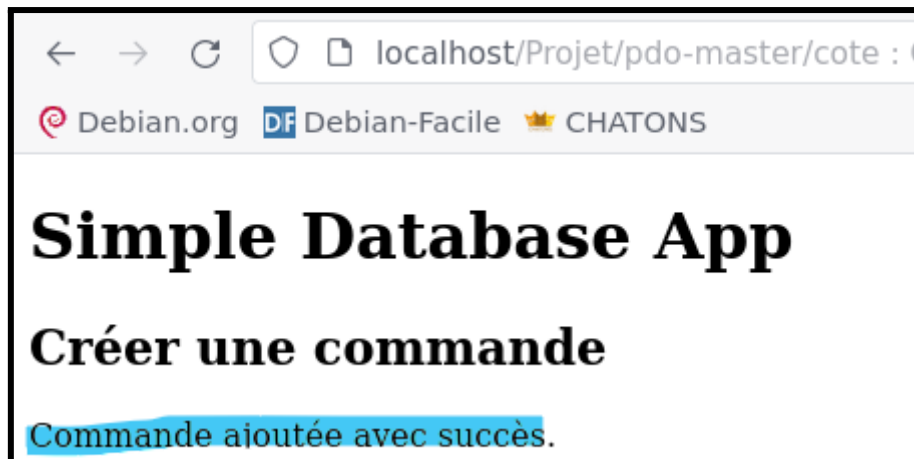 localhost/Projet/pdo-master/cote :
Debian.org DF Debian-Facile CHATONS
Simple Database App
Créer une commande
Commande ajoutée avec succès.